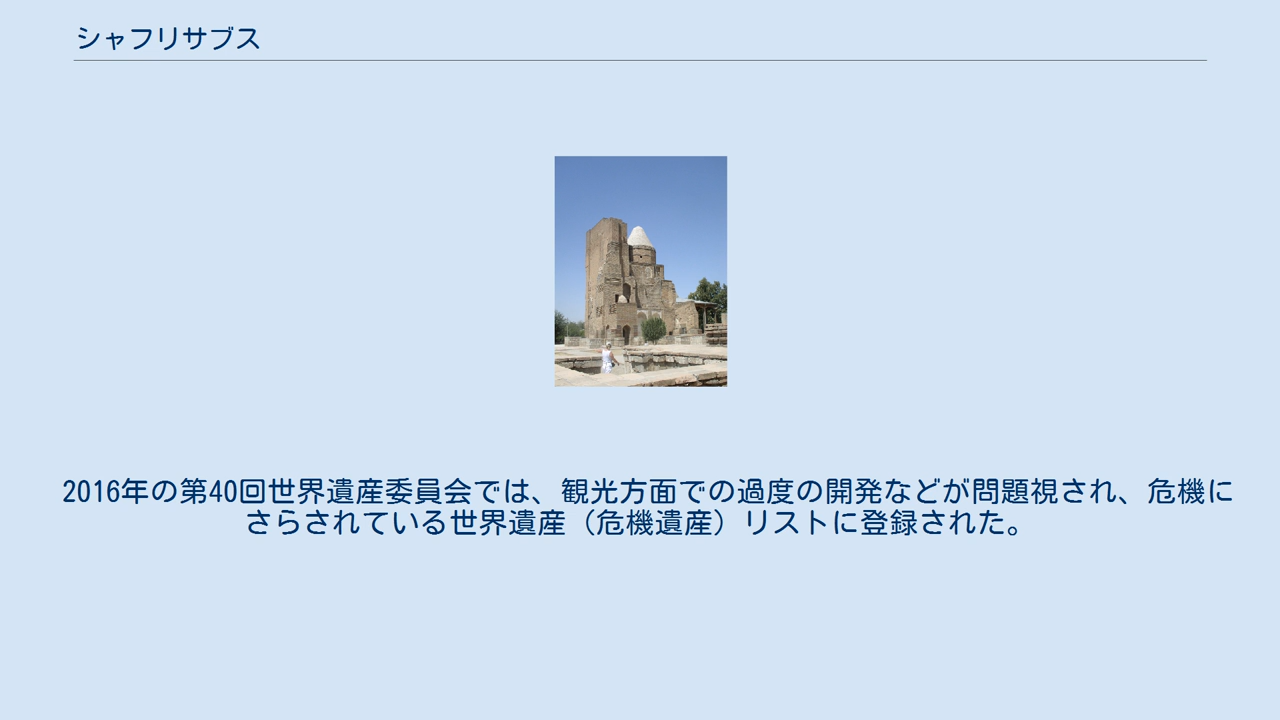 シャフリサブス
2016年の第40回世界遺産委員会では、観光方面での過度の開発などが問題視され、危機に
さらされている世界遺産（危機遺産）リストに登録された。